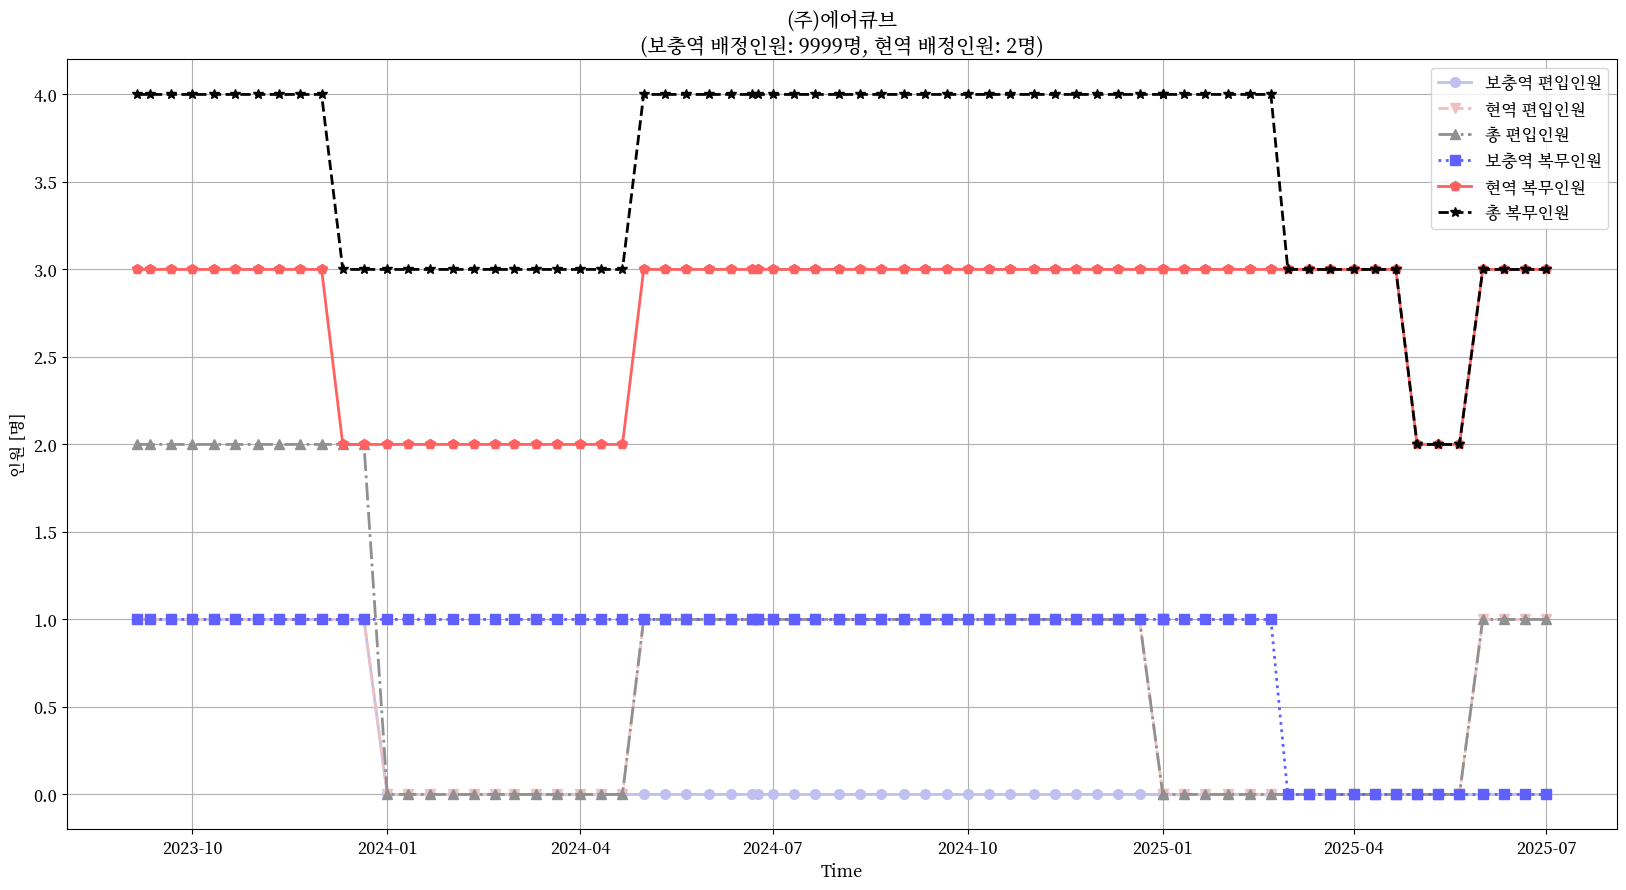 (주)에어큐브
(보충역 배정인원: 9999명, 현역 배정인원: 2명)
보충역 편입인원
현역 편입인원
총 편입인원
보충역 복무인원
현역 복무인원
총 복무인원
인원 [명]
4.0
3.5
3.0
2.5
2.0
1.5
1.0
0.5
0.0
2023-10
2024-01
2024-04
2024-07
2024-10
2025-01
2025-04
2025-07
Time